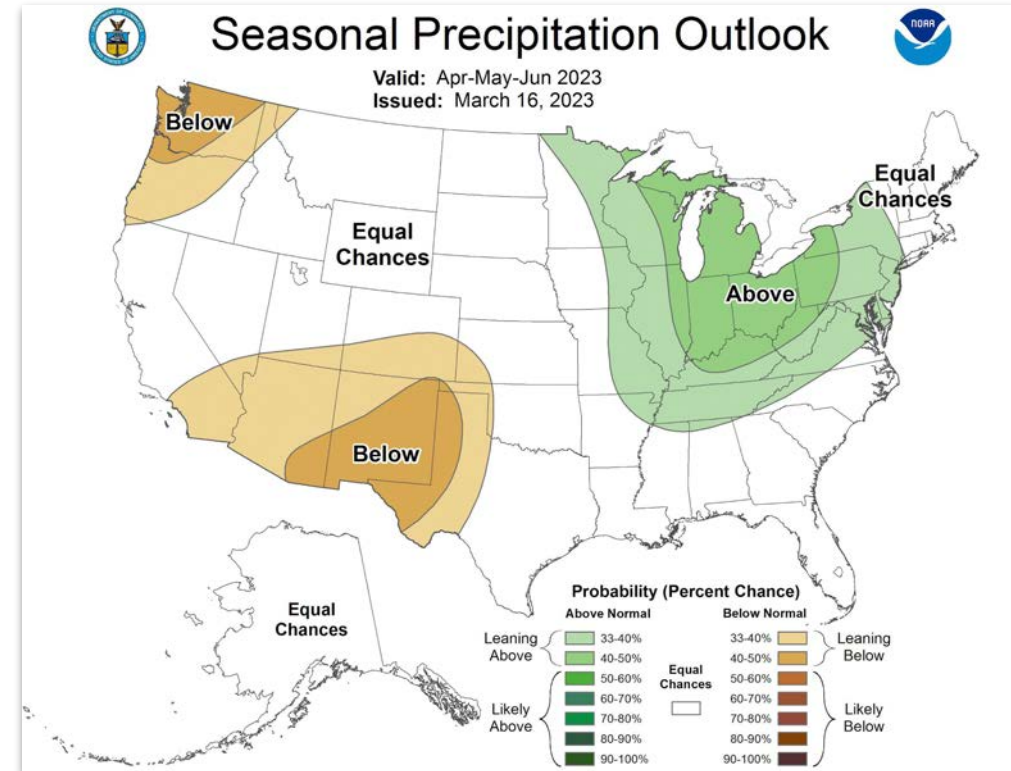 Seasonal Precipitation Outlook
NOAA
Valid: Apr-May-Jun 2023
Issued: March 16, 2023
Below
Equal
Chances
Equal
Chances
Above
Below
Equal
Chances
Probability (Percent Chance)
Above Normal
Below Normal
Leaning
Above
33-40%
40-50%
Likely
Above
50-60%
60-70%
70-80%
80-90%
90-100%
Equal
Chances
33-40%
40-50%
Leaning
Below
50-60%
60-70%
70-80%
80-90%
90-100%
Likely
Below